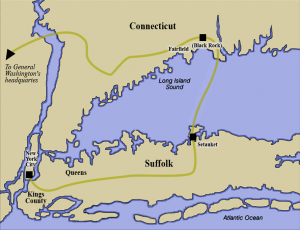 Connecticut
(Black Rock)
Fairfield
To General
Washington's
headquarters
Long Island
Sound
Setauket
New
York
City
Suffolk
Queens
Kings
County
Atlantic Ocean